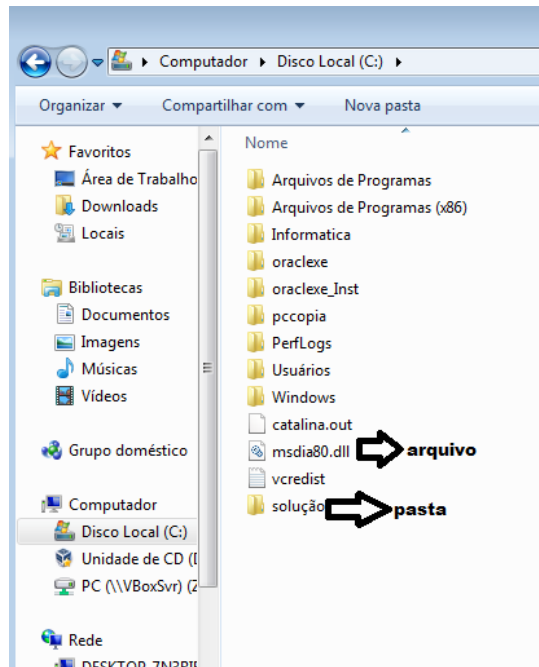 Computador Disco Local (C:)
Organizar Compartilhar com Nova pasta
Favoritos
Área de Trabalho
Downloads
Locais
Bibliotecas
Documentos
Imagens
Músicas
Vídeos
Grupo doméstico
Computador
Disco Local (C:)
Unidade de CD (
PC (\\VBoxSvr) (Z
Rede
Nome
Arquivos de Programas
Arquivos de Programas (x86)
Informatica
oraclexe
oraclexe_Inst
pccopia
PerfLogs
Usuários
Windows
catalina.out
msdia80.dll arquivo
vcredist
solução pasta